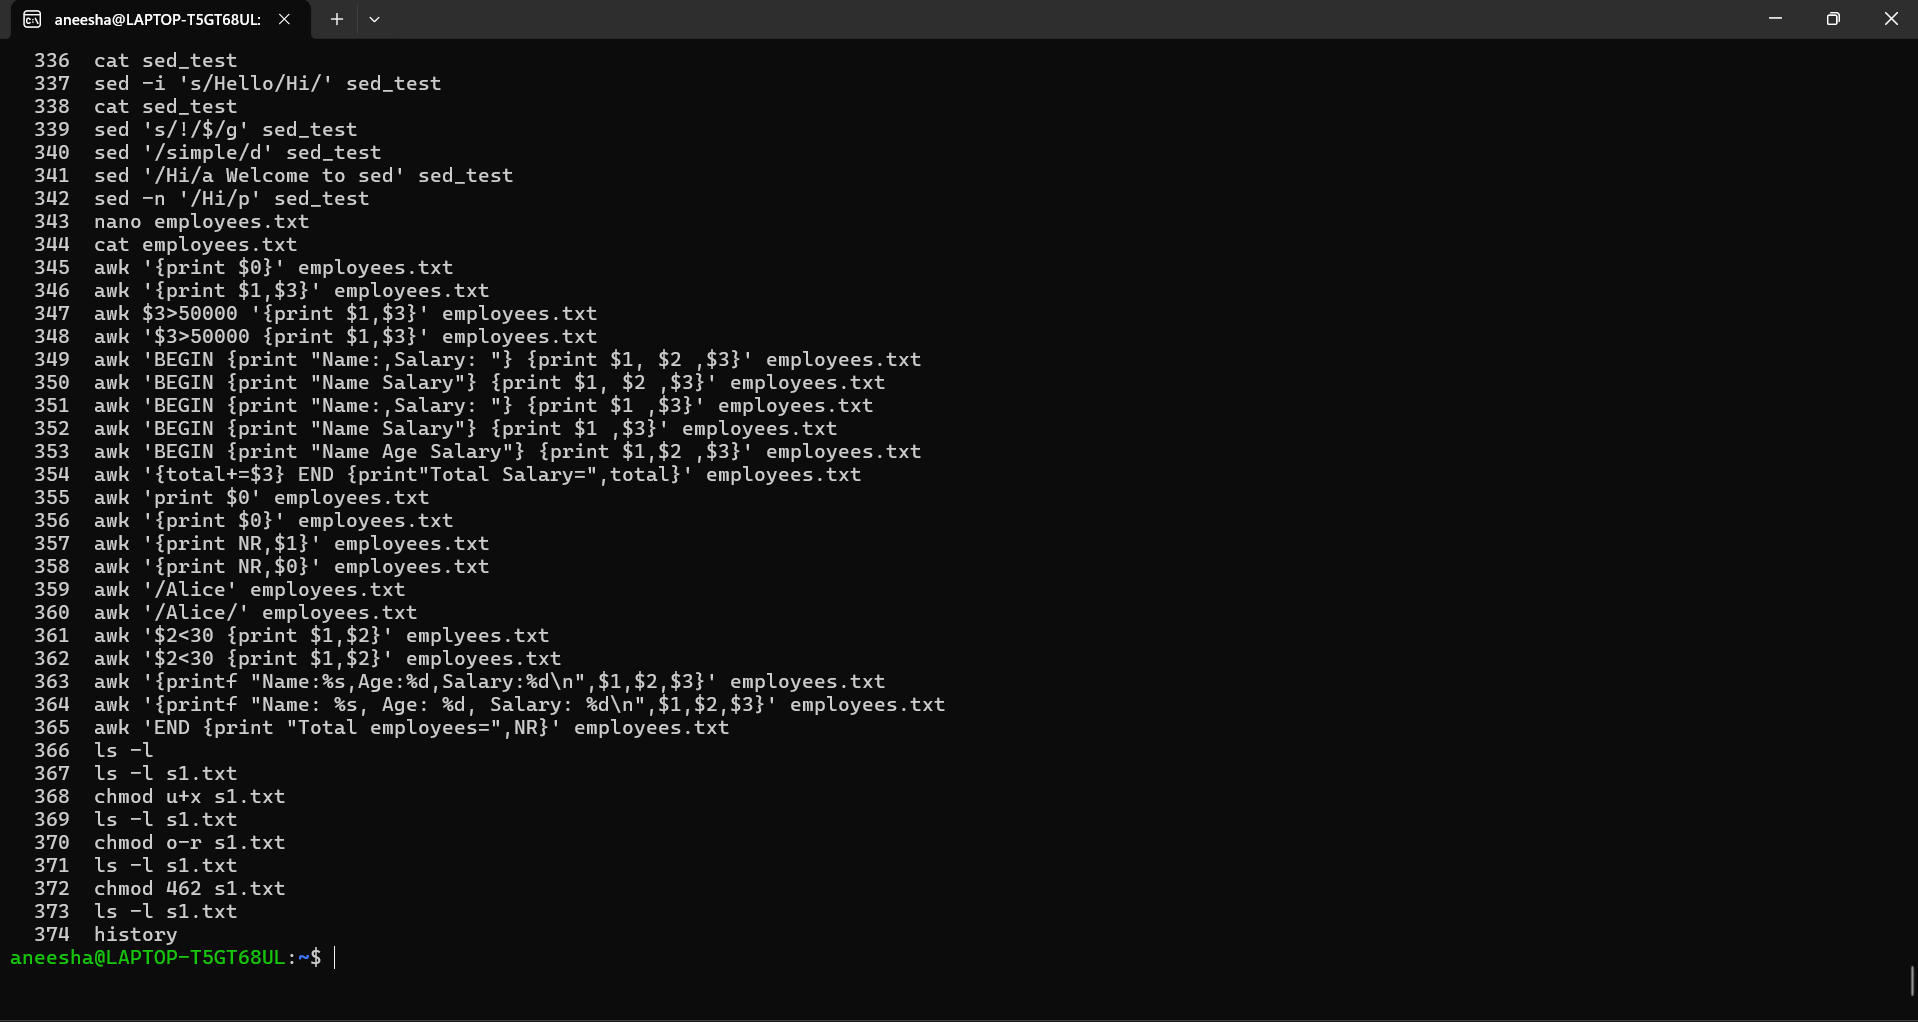 aneesha@LAPTOP-T5GT68UL:
336 cat sed_test
337 sed -i 's/Hello/Hi/' sed_test
338 cat sed_test
339 sed 's/!/$/g' sed_test
340 sed '/simple/d' sed_test
341 sed '/Hi/a Welcome to sed' sed_test
342 sed -n '/Hi/p' sed_test
343 nano employees.txt
344 cat employees.txt
345 awk '{print $0}' employees.txt
346 awk '{print $1,$3}' employees.txt
347 awk $3>50000 '{print $1,$3}' employees.txt
348 awk '$3>50000 {print $1,$3}' employees.txt
349 awk 'BEGIN {print "Name:,Salary: "} {print $1, $2 ,$3}' employees.txt
350 awk 'BEGIN {print "Name Salary"} {print $1, $2 ,$3}' employees.txt
351 awk 'BEGIN {print "Name:,Salary: "} {print $1 ,$3}' employees.txt
352 awk 'BEGIN {print "Name Salary"} {print $1 ,$3}' employees.txt
353 awk 'BEGIN {print "Name Age Salary"} {print $1,$2 ,$3}' employees.txt
354 awk '{total+=$3} END {print"Total Salary=",total}' employees.txt
355 awk 'print $0' employees.txt
356 awk '{print $0}' employees.txt
357 awk '{print NR,$1}' employees.txt
358 awk '{print NR,$0}' employees.txt
359 awk '/Alice' employees.txt
360 awk '/Alice/' employees.txt
361 awk '$2<30 {print $1,$2}' emplyees.txt
362 awk '$2<30 {print $1,$2}' employees.txt
363 awk '{printf "Name:%s,Age:%d,Salary:%d\n",$1,$2,$3}' employees.txt
364 awk '{printf "Name: %s, Age: %d, Salary: %d\n",$1,$2,$3}' employees.txt
365 awk 'END {print "Total employees=",NR}' employees.txt
366 ls -l
367 ls -l s1.txt
368 chmod u+x s1.txt
369 ls -l s1.txt
370 chmod o-r s1.txt
371 ls -l s1.txt
372 chmod 462 s1.txt
373 ls -l s1.txt
374 history
aneesha@LAPTOP-T5GT68UL:~$